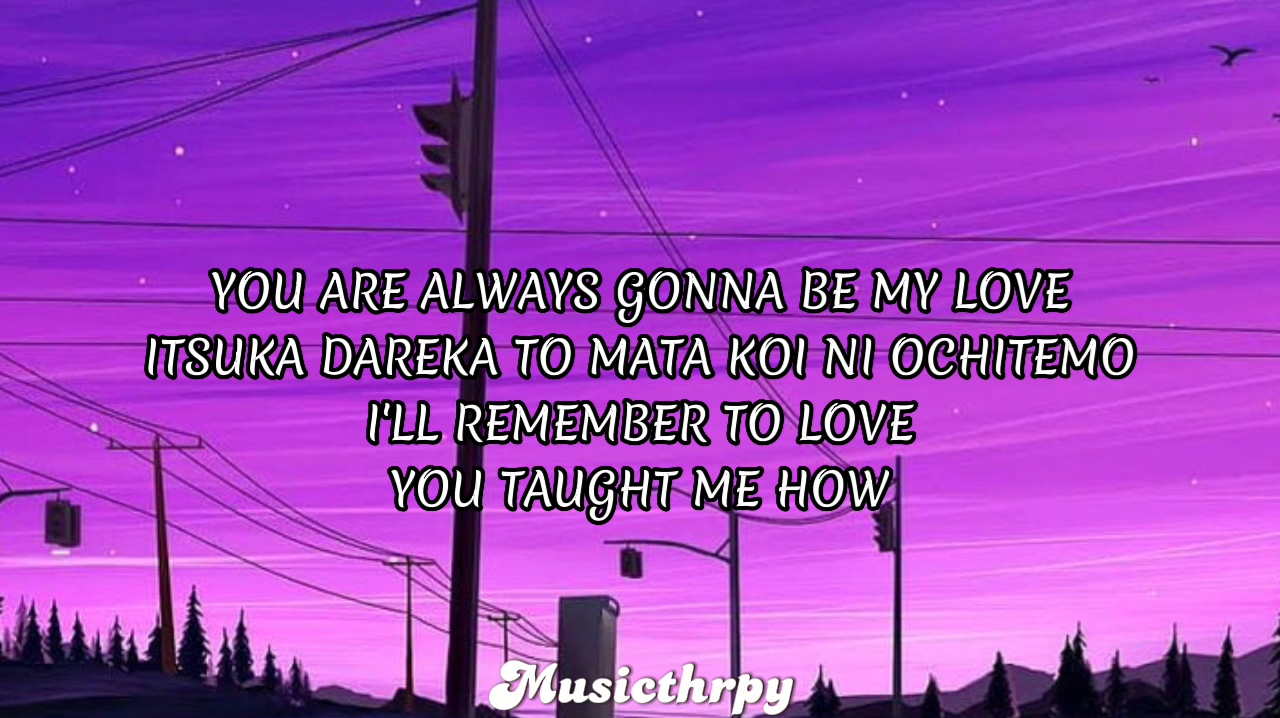 YOU ARE ALWAYS GONNA BE MY LOVE
ITSUKA DAREKA TO MATA KOI NI OCHITEMO
I'LL REMEMBER TO LOVE
YOU TAUGHT ME HOW
Musicthrpy